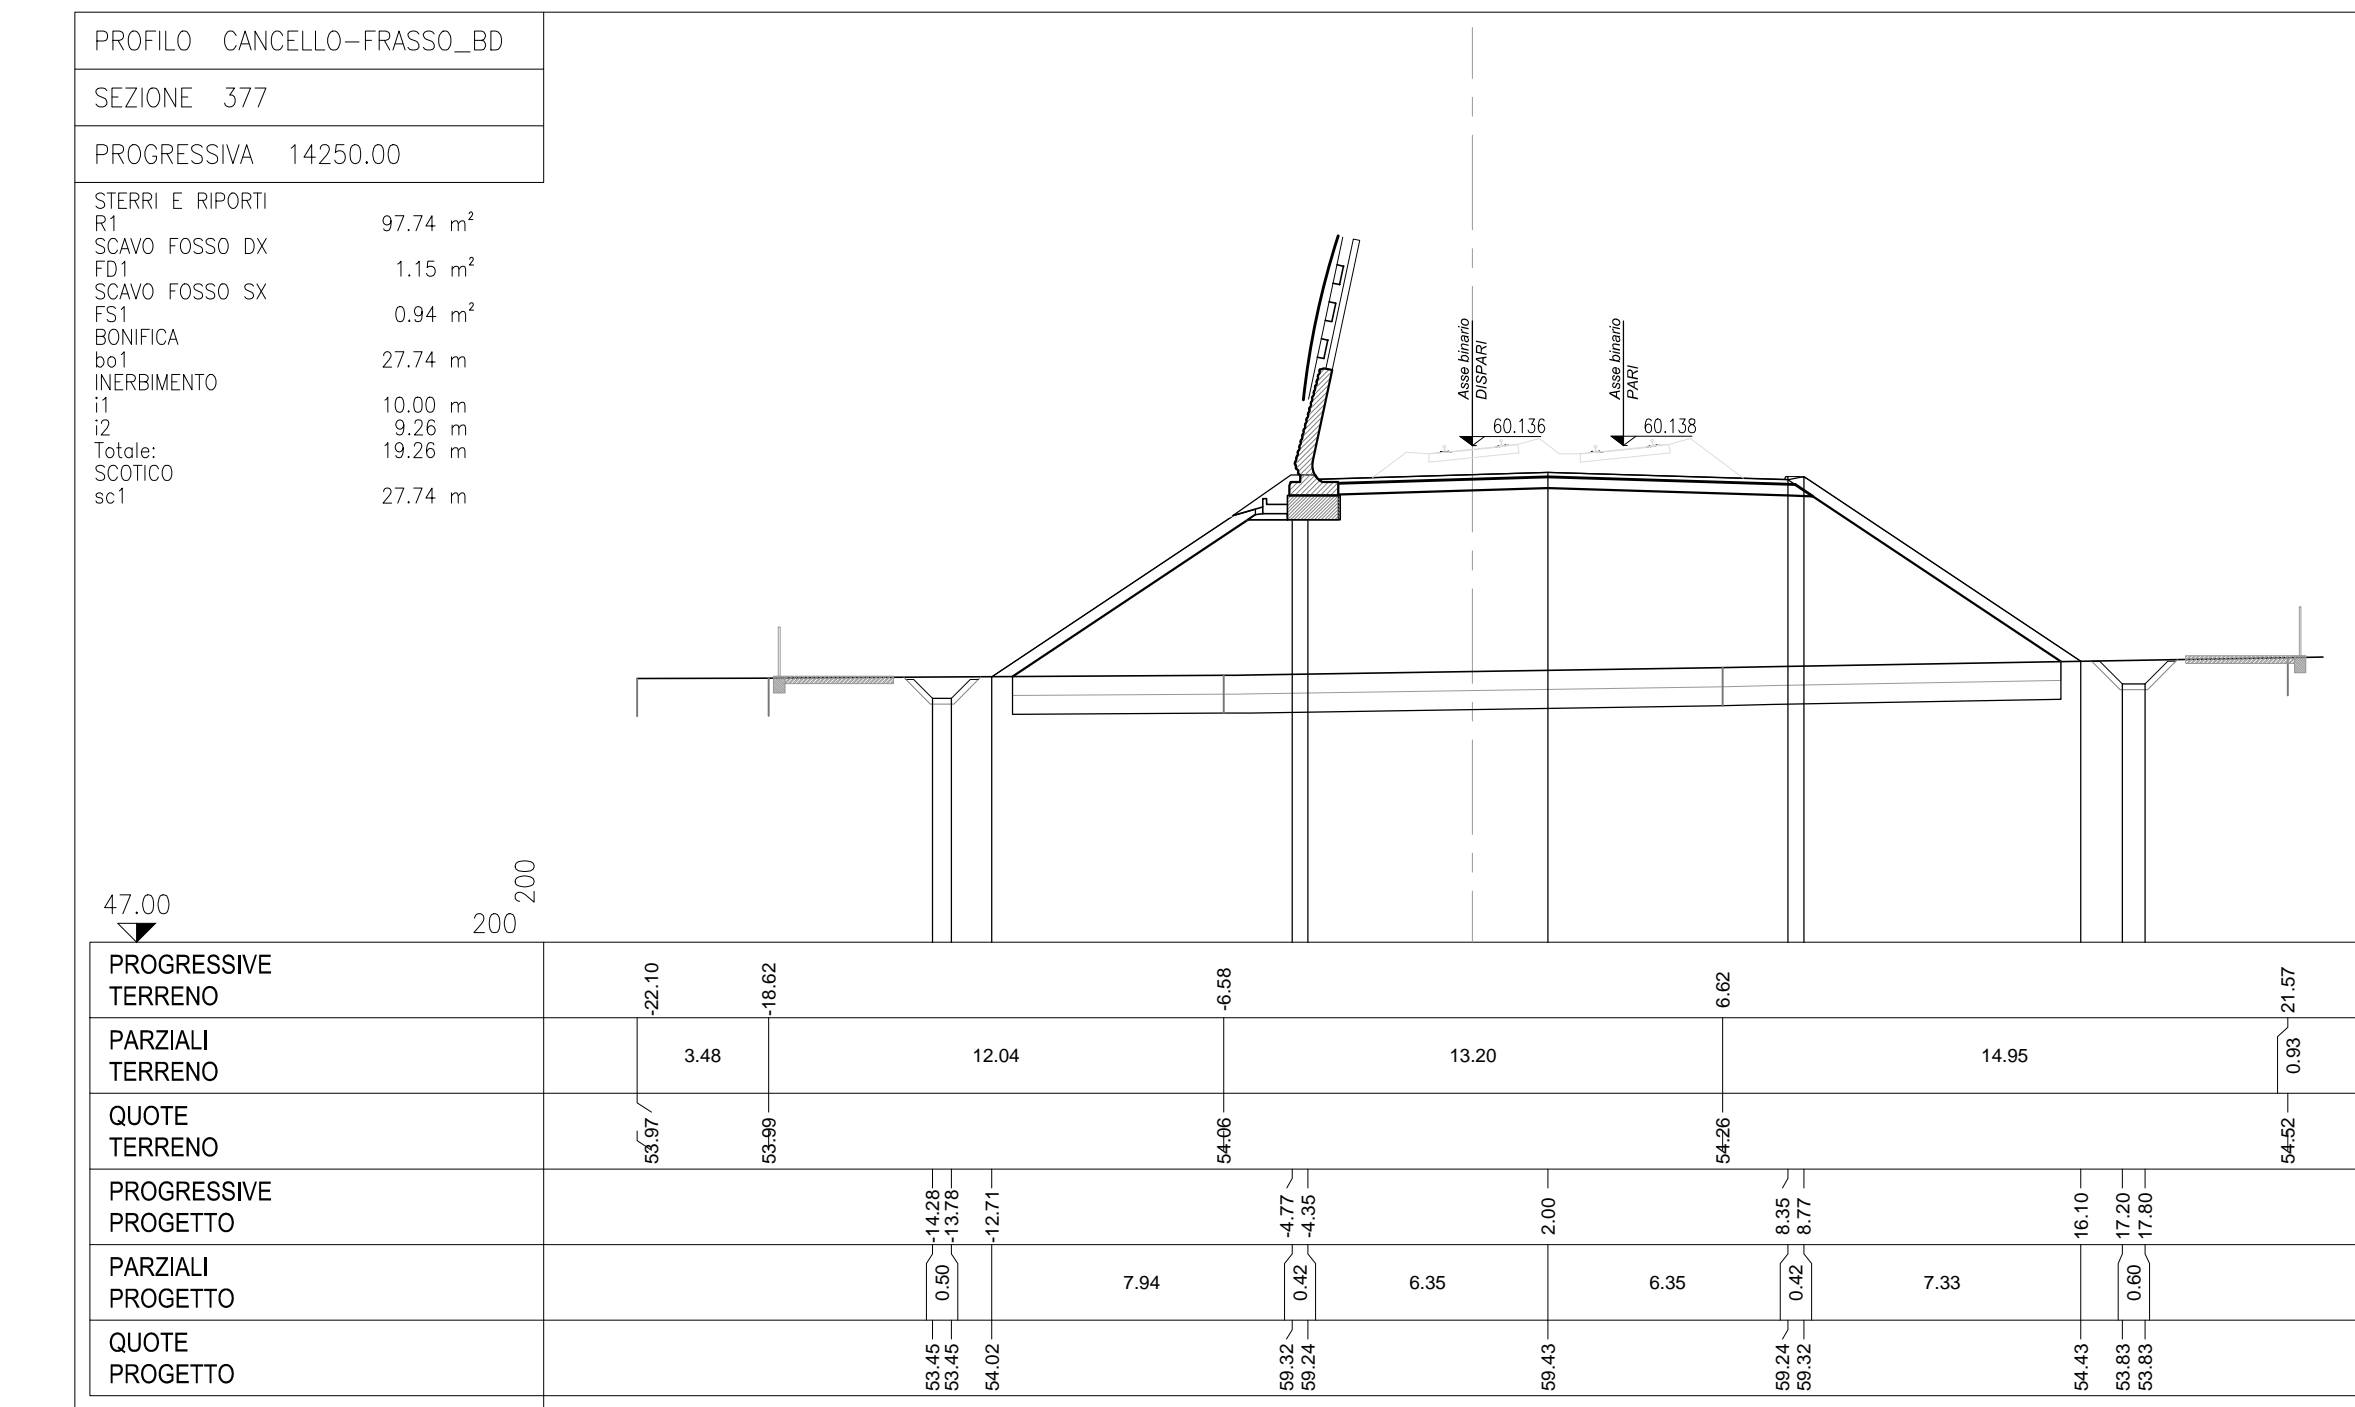 PROFILO CANCELLO-FRASSO_BD
SEZIONE 377
PROGRESSIVA 14250.00
STERRI E RIPORTI
R1 97.74 m²
SCAVO FOSSO DX
FD1 1.15 m²
SCAVO FOSSO SX
FS1 0.94 m²
BONIFICA
bo1 27.74 m
INERBIMENTO
i1 10.00 m
i2 9.26 m
Totale: 19.26 m
SCOTICO
sc1 27.74 m
Asse binario
DISPARI
60.136
Asse binario
PARI
60.138
47.00
200
200
PROGRESSIVE
TERRENO
-22.10 -18.62 -6.58 6.62 21.57
PARZIALI
TERRENO
3.48 12.04 13.20 14.95 0.93
QUOTE
TERRENO
53.97 53.99 54.06 54.26 54.52
PROGRESSIVE
PROGETTO
-14.28 -13.78 -12.71 -4.77 -4.35 2.00 8.35 8.77 16.10 17.20 17.80
PARZIALI
PROGETTO
0.50 7.94 0.42 6.35 6.35 0.42 7.33 0.60
QUOTE
PROGETTO
53.45 53.45 54.02 59.32 59.24 59.43 59.24 59.32 54.43 53.83 53.83